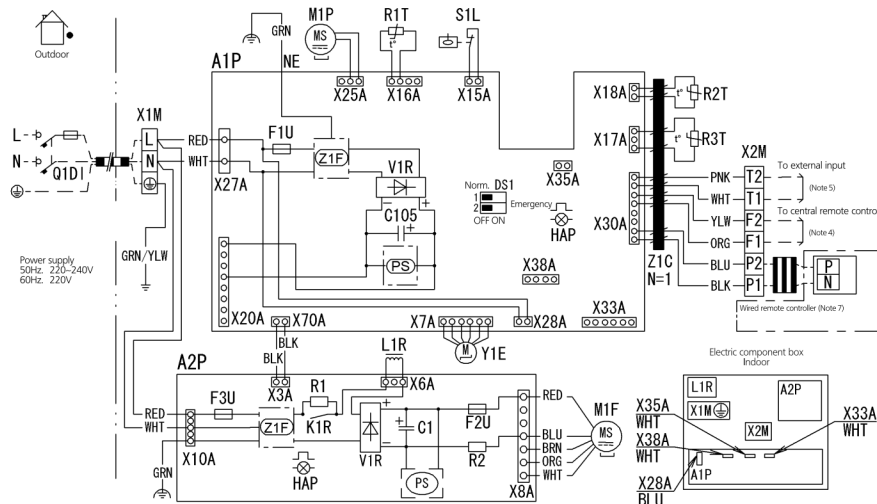 Outdoor
L
N
Q1DI
X1M
L
N
Power supply
50Hz. 220–240V
60Hz. 220V
GRN/YLW
RED
WHT
X27A
A1P
GRN
NE
M1P
MS
X25A
R1T
t°
X16A
S1L
X15A
F1U
Z1F
V1R
C105
PS
Norm. DS1
1
2
Emergency
OFF ON
HAP
X35A
X38A
X33A
X18A
t°
R2T
X17A
t°
R3T
X30A
Z1C
N=1
X2M
PNK T2
WHT T1
YLW F2
ORG F1
BLU P2
BLK P1
To external input
(Note 5)
To central remote contro
(Note 4)
P
N
Wired remote controller (Note 7)
X20A
X70A
X7A
X28A
M
Y1E
BLK
BLK
A2P
X3A
L1R
X6A
RED
WHT
GRN
X10A
F3U
Z1F
R1
K1R
V1R
HAP
C1
PS
F2U
R2
X8A
RED
BLU
BRN
ORG
WHT
M1F
MS
Electric component box
Indoor
L1R
X1M
A2P
X2M
A1P
X35A
WHT
X38A
WHT
X28A
BLU
X33A
WHT